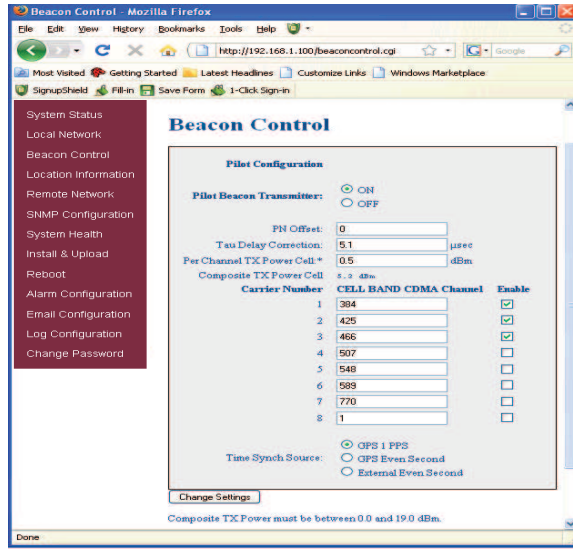 Beacon Control - Mozilla Firefox
File Edit View History Bookmarks Tools Help
http://192.168.1.100/beaconcontrol.cgi
Google
Most Visited Getting Started Latest Headlines Customize Links Windows Marketplace
SignupShield Fill-in Save Form 1-Click Sign-in
System Status
Local Network
Beacon Control
Location Information
Remote Network
SNMP Configuration
System Health
Install & Upload
Reboot
Alarm Configuration
Email Configuration
Log Configuration
Change Password
Beacon Control
Pilot Configuration
Pilot Beacon Transmitter: ON
OFF
PN Offset: 0
Tau Delay Correction: 5.1 µsec
Per Channel TX Power Cell:* 0.5 dBm
Composite TX Power Cell 5.2 dBm
Carrier Number CELL BAND CDMA Channel Enable
1 384
2 425
3 466
4 507
5 548
6 589
7 770
8 1
Time Synch Source: GPS 1 PPS
GPS Even Second
External Even Second
Change Settings
Composite TX Power must be between 0.0 and 19.0 dBm.
Done